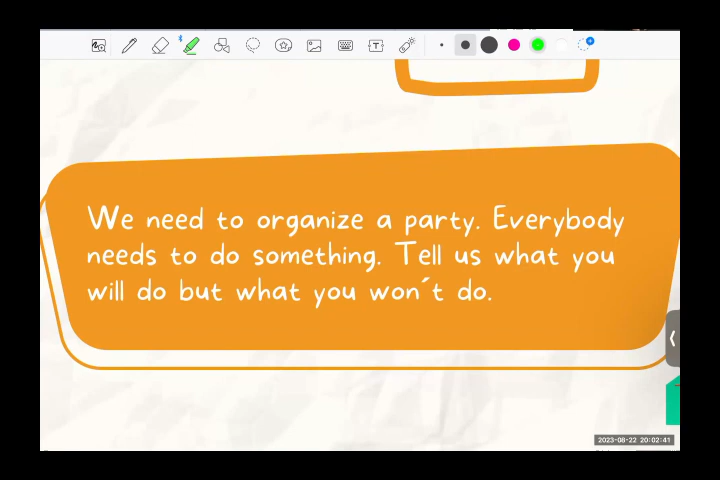 We need to organize a party. Everybody
needs to do something. Tell us what you
will do but what you won´t do.
2023-08-22 20:02:41